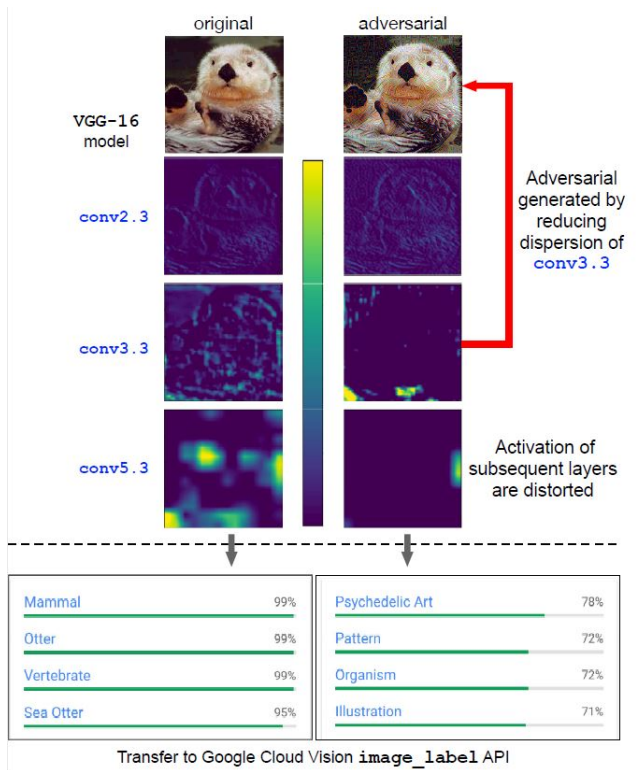 original
adversarial
VGG-16
model
conv2.3
Adversarial
generated by
reducing
dispersion of
conv3.3
conv3.3
conv5.3
Activation of
subsequent layers
are distorted
Mammal 99%
Otter 99%
Vertebrate 99%
Sea Otter 95%
Psychedelic Art 78%
Pattern 72%
Organism 72%
Illustration 71%
Transfer to Google Cloud Vision image_label API